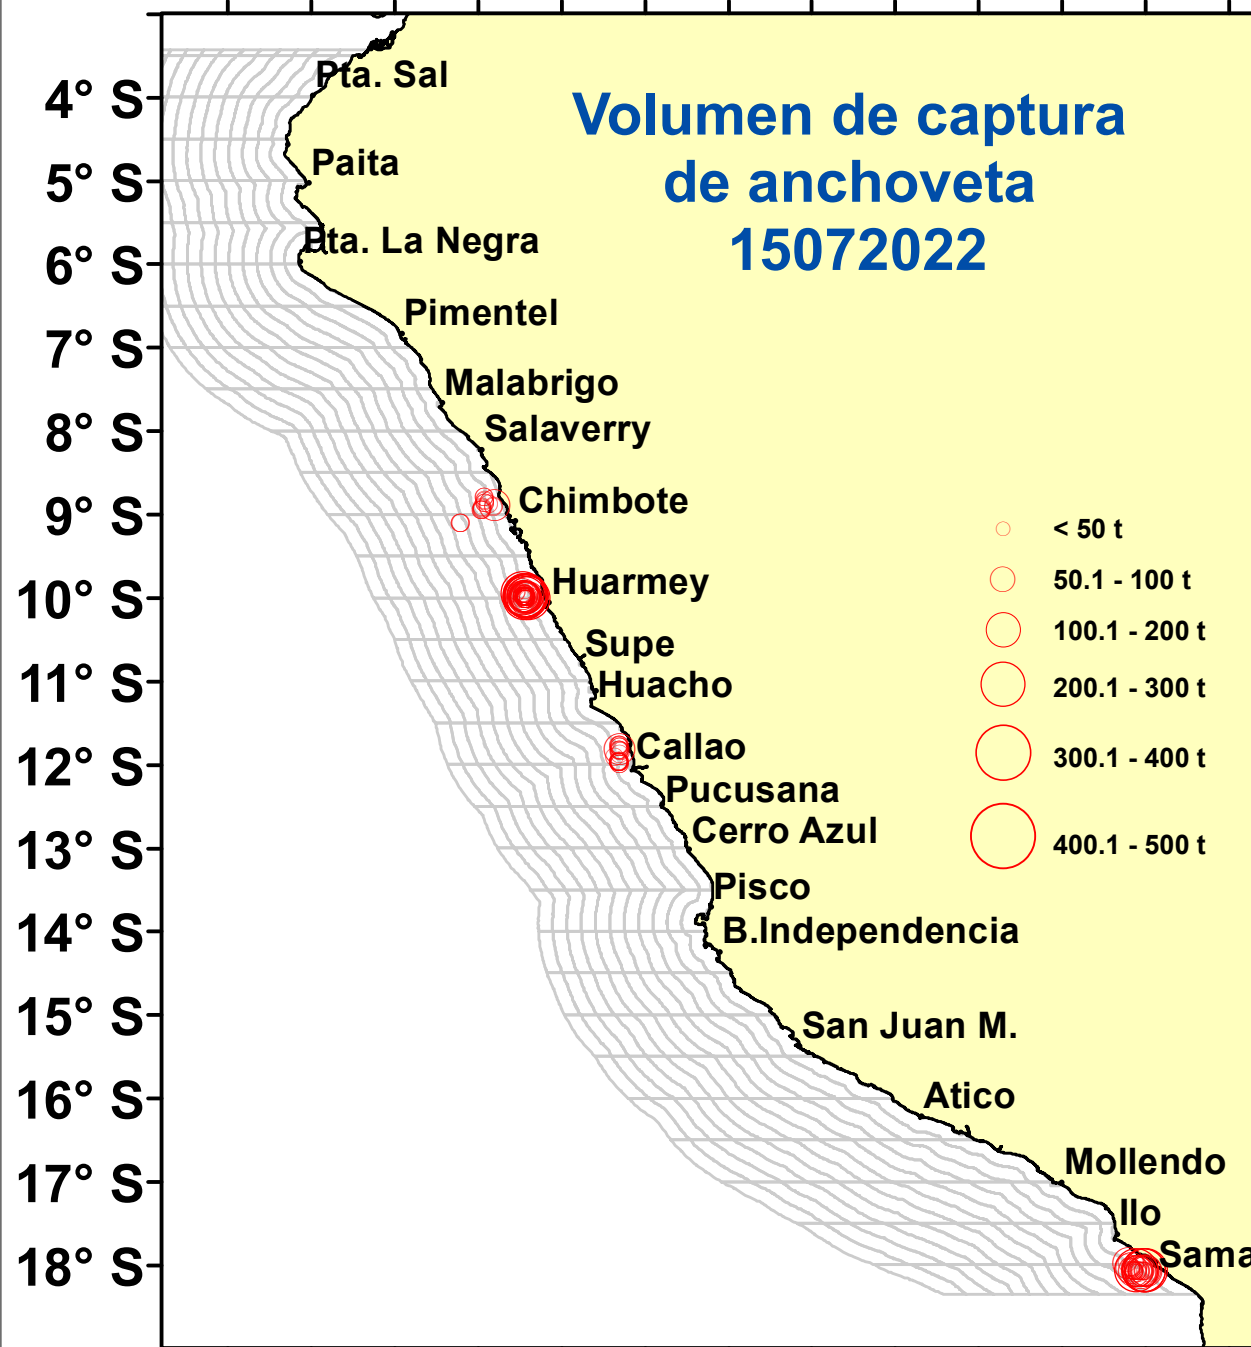 Volumen de captura
de anchoveta
15072022
4° S
5° S
6° S
7° S
8° S
9° S
10° S
11° S
12° S
13° S
14° S
15° S
16° S
17° S
18° S
Pta. Sal
Paita
Pta. La Negra
Pimentel
Malabrigo
Salaverry
Chimbote
Huarmey
Supe
Huacho
Callao
Pucusana
Cerro Azul
Pisco
B.Independencia
San Juan M.
Atico
Mollendo
Ilo
Sama
< 50 t
50.1 - 100 t
100.1 - 200 t
200.1 - 300 t
300.1 - 400 t
400.1 - 500 t